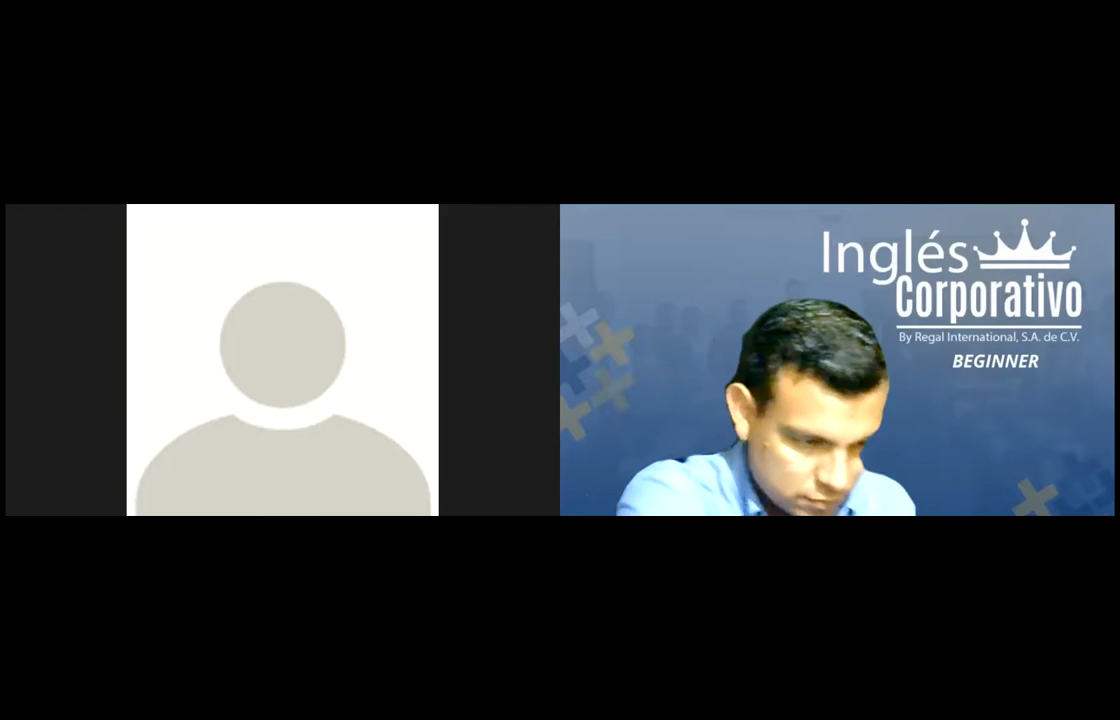 Inglés
Corporativo
By Regal International, S.A. de C.V.
BEGINNER